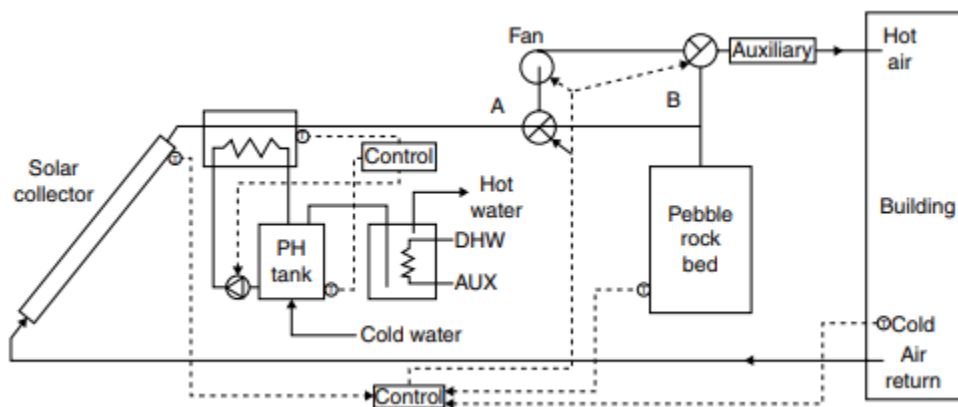 Fan
Auxiliary
Hot
air
A
B
T
Control
Solar
collector
T
Hot
water
DHW
AUX
PH
tank
T
Cold water
Pebble
rock
bed
T
Building
T
Cold
Air
return
Control